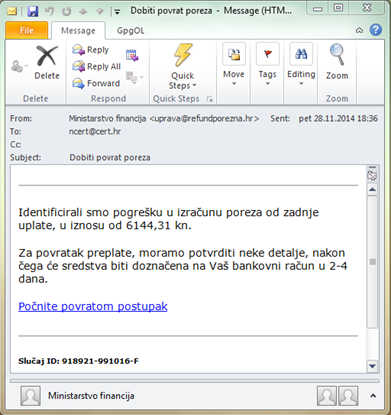 Dobiti povrat poreza - Message (HTM...
File
Message
GpgOL
Delete
Reply
Reply All
Forward
Quick
Steps
Move
Tags
Editing
Zoom
Delete
Respond
Quick Steps
Zoom
From: Ministarstvo financija <uprava@refundporezna.hr> Sent: pet 28.11.2014 18:36
To: ncert@cert.hr
Cc:
Subject: Dobiti povrat poreza
Identificirali smo pogrešku u izračunu poreza od zadnje
uplate, u iznosu od 6144,31 kn.
Za povratak preplate, moramo potvrditi neke detalje, nakon
čega će sredstva biti doznačena na Vaš bankovni račun u 2-4
dana.
Počnite povratom postupak
Slučaj ID: 918921-991016-F
Ministarstvo financija